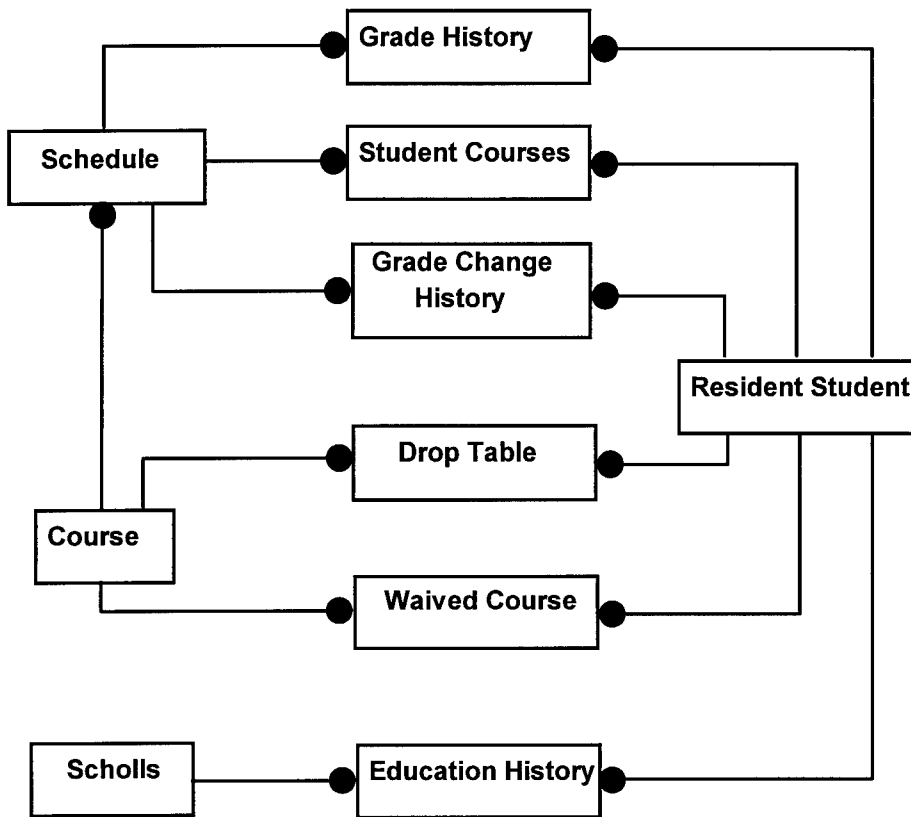 Grade History
Schedule
Student Courses
Grade Change
History
Resident Student
Drop Table
Course
Waived Course
Scholls
Education History